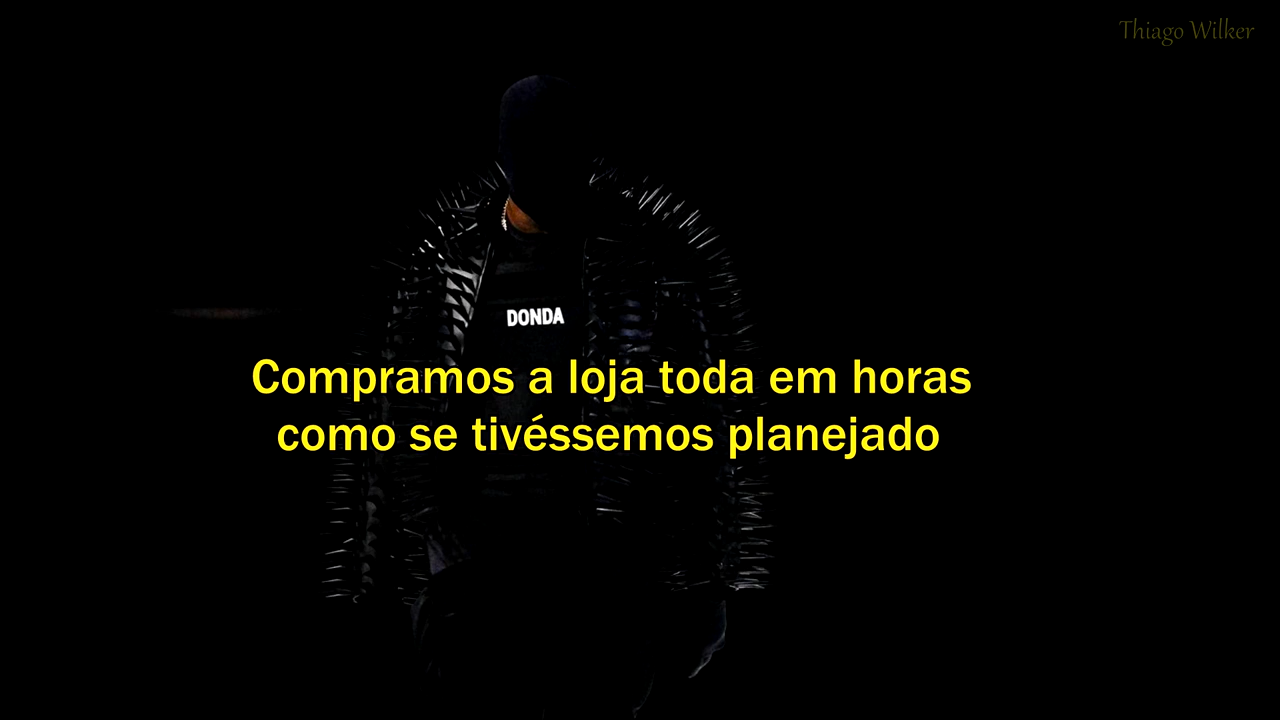 Thiago Wilker
DONDA
Compramos a loja toda em horas
como se tivéssemos planejado